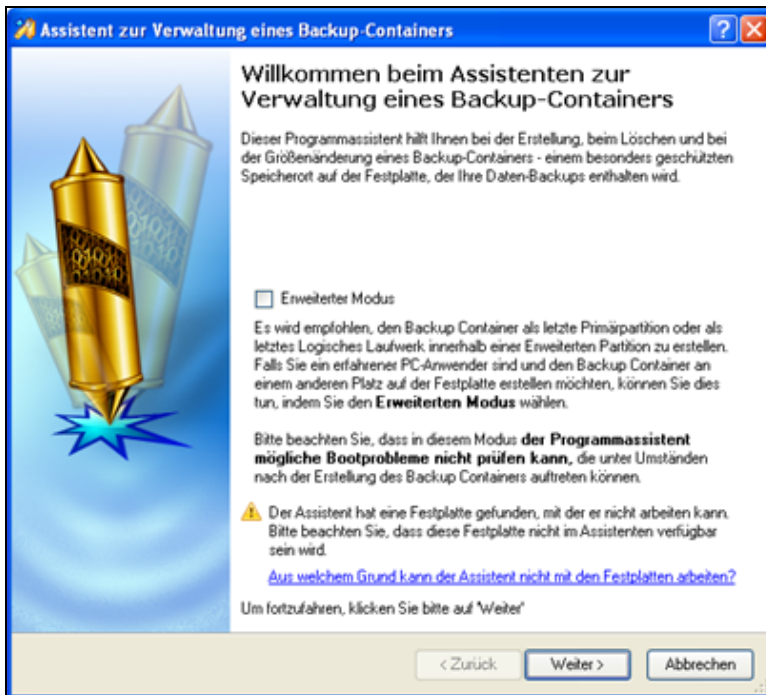 Assistent zur Verwaltung eines Backup-Containers
Willkommen beim Assistenten zur
Verwaltung eines Backup-Containers
Dieser Programmassistent hilft Ihnen bei der Erstellung, beim Löschen und bei
der Größenänderung eines Backup-Containers - einem besonders geschützten
Speicherort auf der Festplatte, der Ihre Daten-Backups enthalten wird.
Erweiterter Modus
Es wird empfohlen, den Backup Container als letzte Primärpartition oder als
letztes Logisches Laufwerk innerhalb einer Erweiterten Partition zu erstellen.
Falls Sie ein erfahrener PC-Anwender sind und den Backup Container an
einem anderen Platz auf der Festplatte erstellen möchten, können Sie dies
tun, indem Sie den Erweiterten Modus wählen.
Bitte beachten Sie, dass in diesem Modus der Programmassistent
mögliche Bootprobleme nicht prüfen kann, die unter Umständen
nach der Erstellung des Backup Containers auftreten können.
Der Assistent hat eine Festplatte gefunden, mit der er nicht arbeiten kann.
Bitte beachten Sie, dass diese Festplatte nicht im Assistenten verfügbar
sein wird.
Aus welchem Grund kann der Assistent nicht mit den Festplatten arbeiten?
Um fortzufahren, klicken Sie bitte auf "Weiter"
< Zurück
Weiter >
Abbrechen